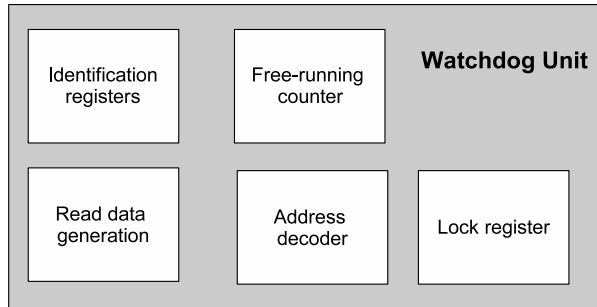 Identification
registers
Free-running
counter
Watchdog Unit
Read data
generation
Address
decoder
Lock register